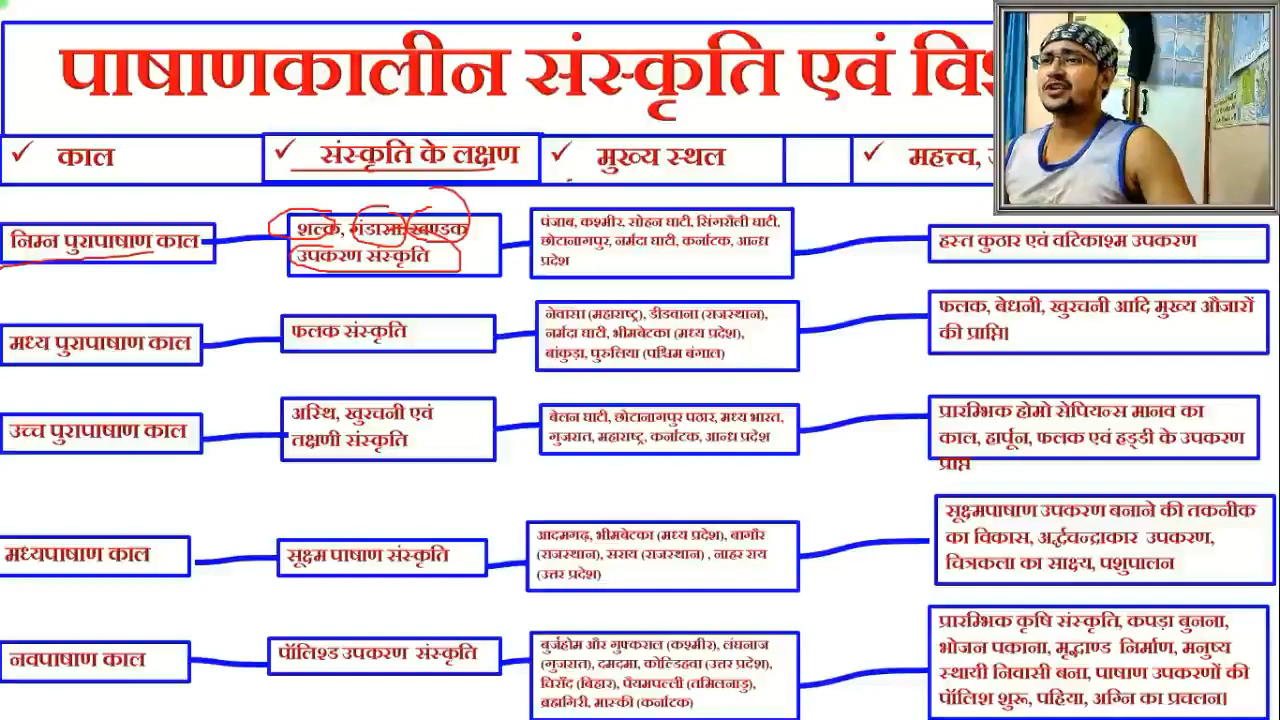 पाषाणकालीन संस्कृति एवं
काल
संस्कृति के लक्षण
मुख्य स्थल
महत्त्व,
निम्न पुरापाषाण काल
शल्क, गंडासा खण्डक
उपकरण संस्कृति
पंजाब, कश्मीर, सोहन घाटी, सिंगरौली घाटी,
छोटानागपुर, नर्मदा घाटी, कर्नाटक, आन्ध्र
प्रदेश
हस्त कुठार एवं वटिकाश्म उपकरण
मध्य पुरापाषाण काल
फलक संस्कृति
नेवासा (महाराष्ट्र), डीडवाना (राजस्थान),
नर्मदा घाटी, भीमबेटका (मध्य प्रदेश),
बांकुड़ा, पुरुलिया (पश्चिम बंगाल)
फलक, बेधनी, खुरचनी आदि मुख्य औजारों
की प्राप्ति।
उच्च पुरापाषाण काल
अस्थि, खुरचनी एवं
तक्षणी संस्कृति
बेलन घाटी, छोटानागपुर पठार, मध्य भारत,
गुजरात, महाराष्ट्र, कर्नाटक, आन्ध्र प्रदेश
प्रारम्भिक होमो सेपियन्स मानव का
काल, हार्पून, फलक एवं हड्डी के उपकरण
प्राप्त
मध्यपाषाण काल
सूक्ष्म पाषाण संस्कृति
आदमगढ़, भीमबेटका (मध्य प्रदेश), बागौर
(राजस्थान), सराय (राजस्थान) , नाहर राय
(उत्तर प्रदेश)
सूक्ष्मपाषाण उपकरण बनाने की तकनीक
का विकास, अर्द्धचन्द्राकार उपकरण,
चित्रकला का साक्ष्य, पशुपालन
नवपाषाण काल
पॉलिश्ड उपकरण संस्कृति
बुर्जहोम और गुफ्कराल (कश्मीर), लंघनाज
(गुजरात), दमदमा, कोल्डिहवा (उत्तर प्रदेश),
चिराँद (बिहार), पैयमपल्ली (तमिलनाडु),
ब्रह्मगिरी, मास्की (कर्नाटक)
प्रारम्भिक कृषि संस्कृति, कपड़ा बुनना,
भोजन पकाना, मृद्भाण्ड निर्माण, मनुष्य
स्थायी निवासी बना, पाषाण उपकरणों की
पॉलिश शुरू, पहिया, अग्नि का प्रचलन।